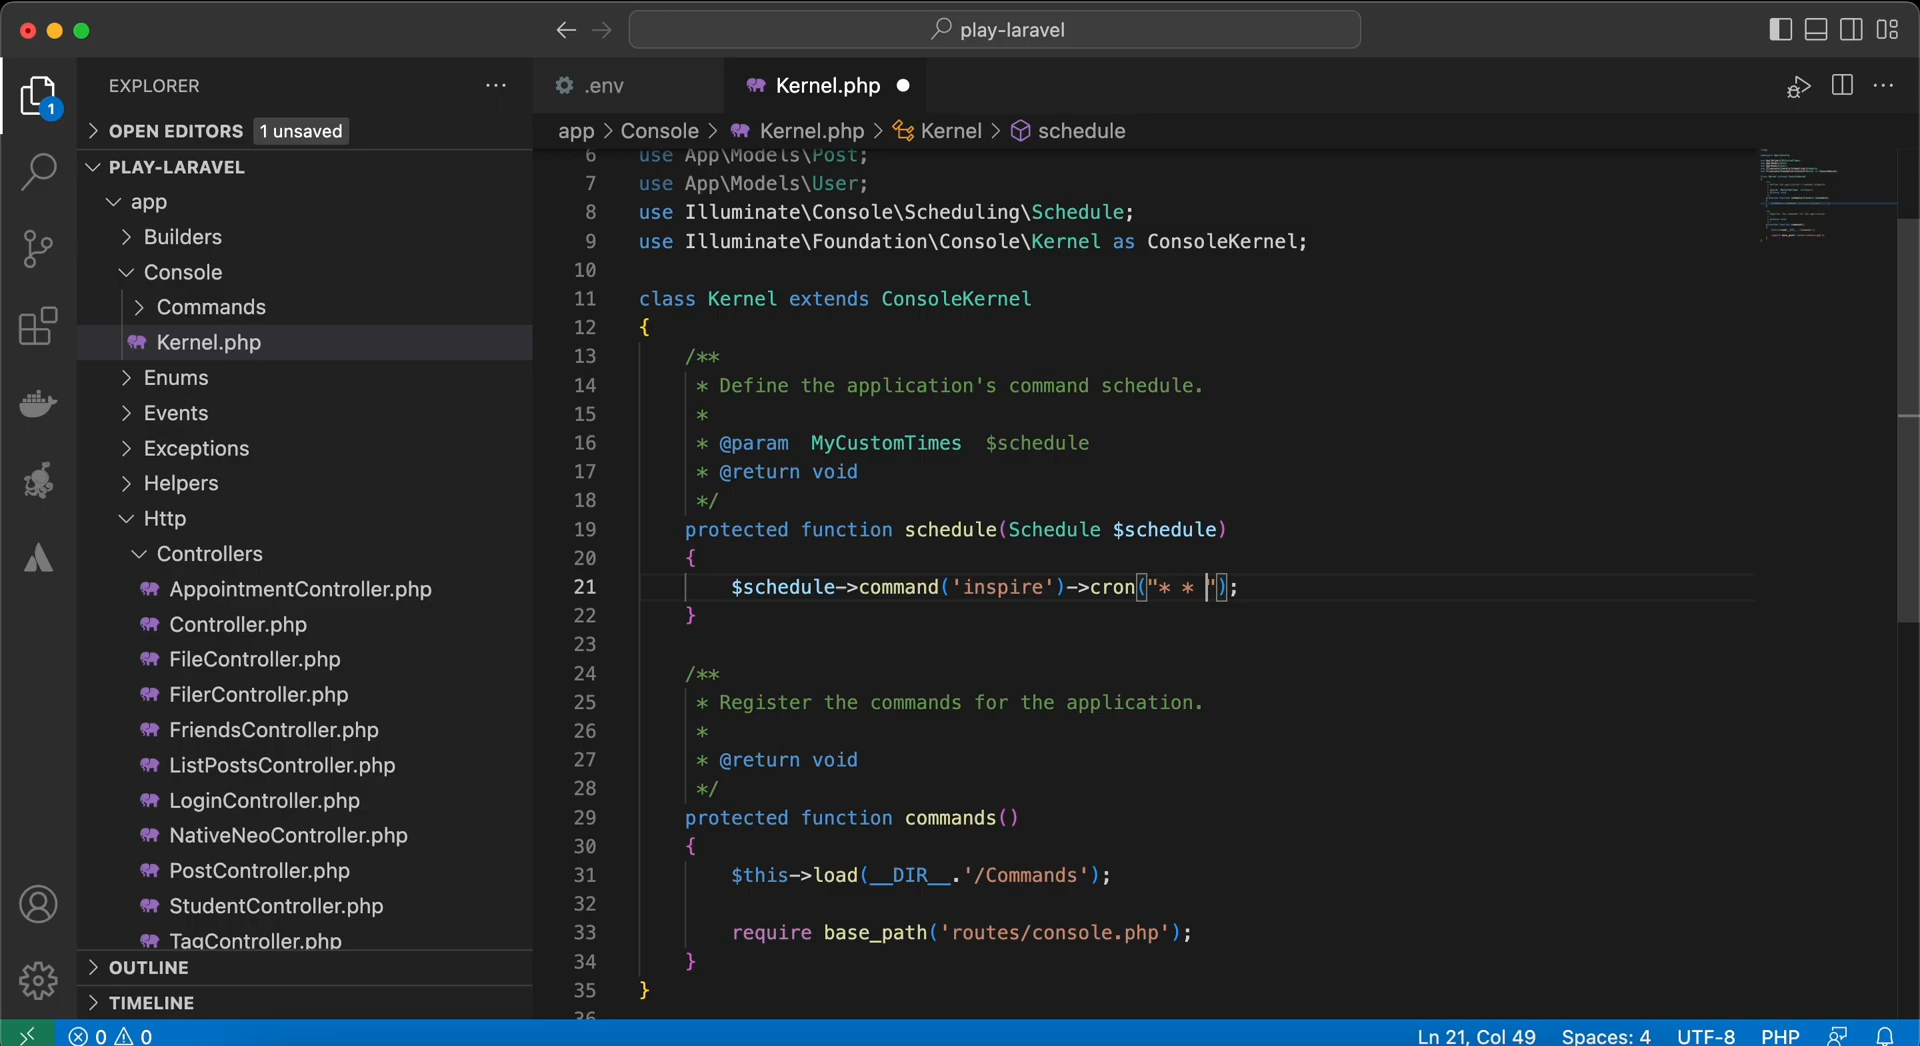 play-laravel
EXPLORER
1
OPEN EDITORS 1 unsaved
PLAY-LARAVEL
app
Builders
Console
Commands
Kernel.php
Enums
Events
Exceptions
Helpers
Http
Controllers
AppointmentController.php
Controller.php
FileController.php
FilerController.php
FriendsController.php
ListPostsController.php
LoginController.php
NativeNeoController.php
PostController.php
StudentController.php
TagController.php
OUTLINE
TIMELINE
.env
Kernel.php
app > Console > Kernel.php > Kernel > schedule
6 use App\Models\Post;
7 use App\Models\User;
8 use Illuminate\Console\Scheduling\Schedule;
9 use Illuminate\Foundation\Console\Kernel as ConsoleKernel;
10
11 class Kernel extends ConsoleKernel
12 {
13 /**
14 * Define the application's command schedule.
15 *
16 * @param  MyCustomTimes  $schedule
17 * @return void
18 */
19 protected function schedule(Schedule $schedule)
20 {
21 $schedule->command('inspire')->cron("* * ");
22 }
23
24 /**
25 * Register the commands for the application.
26 *
27 * @return void
28 */
29 protected function commands()
30 {
31 $this->load(__DIR__.'/Commands');
32
33 require base_path('routes/console.php');
34 }
35 }
36
0 0
Ln 21, Col 49 Spaces: 4 UTF-8 PHP